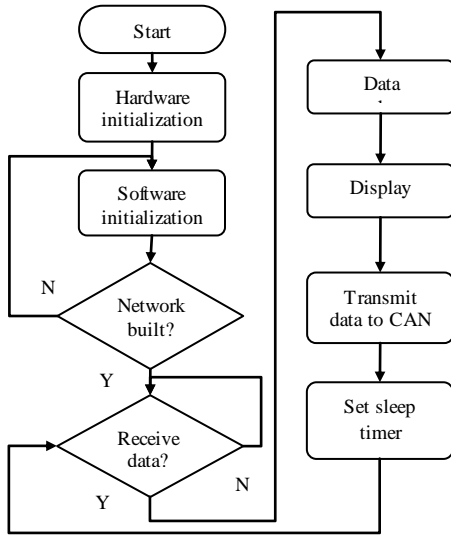 Start
Hardware
initialization
Software
initialization
N
Network
built?
Y
Receive
data?
N
Y
Data
Display
Transmit
data to CAN
Set sleep
timer